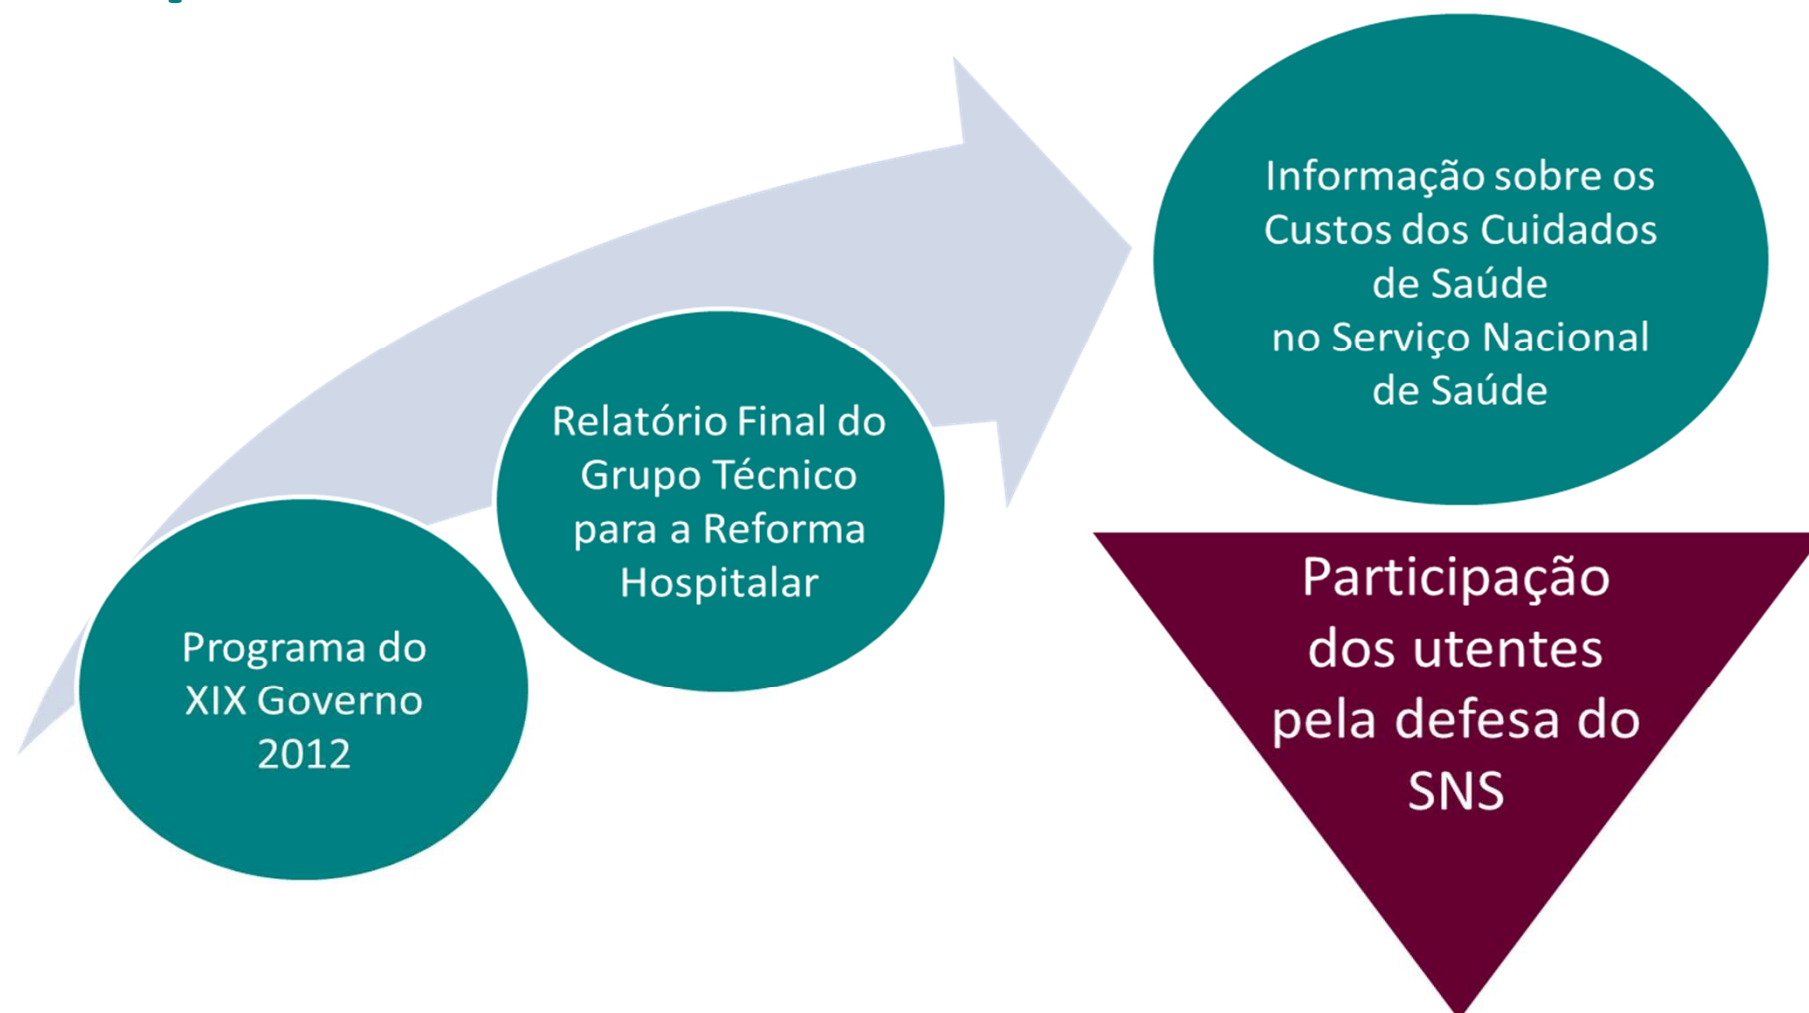 Programa do
XIX Governo
2012
Relatório Final do
Grupo Técnico
para a Reforma
Hospitalar
Informação sobre os
Custos dos Cuidados
de Saúde
no Serviço Nacional
de Saúde
Participação
dos utentes
pela defesa do
SNS